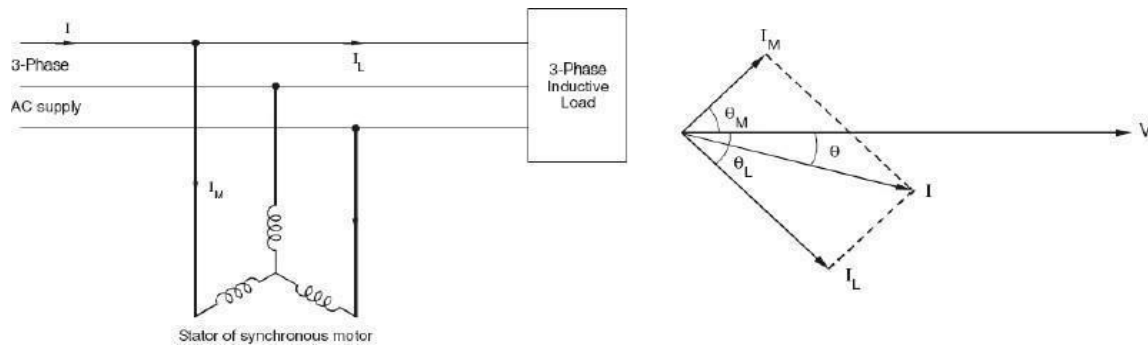 I
I_L
3-Phase
AC supply
3-Phase
Inductive
Load
I_M
Stator of synchronous motor
I_M
θ_M
V
θ
θ_L
I
I_L